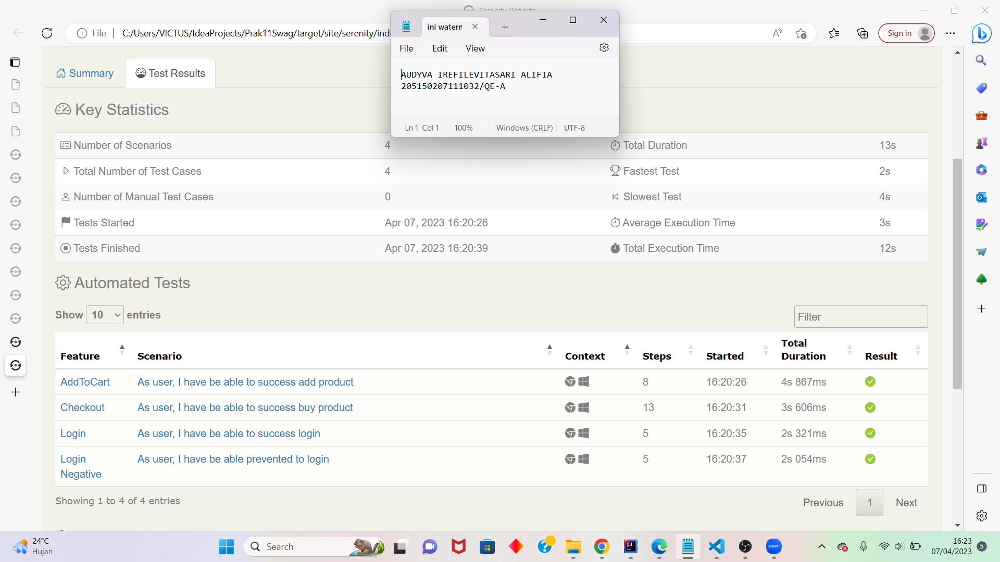 File
C:/Users/VICTUS/IdeaProjects/Prak11Swag/target/site/serenity/ind
Sign in
ini watern
File Edit View
AUDYVA IREFILEVITASARI ALIFIA
205150207111032/QE-A
Ln 1, Col 1 100% Windows (CRLF) UTF-8
Summary Test Results
Key Statistics
Number of Scenarios 4 Total Duration 13s
Total Number of Test Cases 4 Fastest Test 2s
Number of Manual Test Cases 0 Slowest Test 4s
Tests Started Apr 07, 2023 16:20:26 Average Execution Time 3s
Tests Finished Apr 07, 2023 16:20:39 Total Execution Time 12s
Automated Tests
Show 10 entries Filter
Feature Scenario Context Steps Started Total Duration Result
AddToCart As user, I have be able to success add product 8 16:20:26 4s 867ms
Checkout As user, I have be able to success buy product 13 16:20:31 3s 606ms
Login As user, I have be able to success login 5 16:20:35 2s 321ms
Login Negative As user, I have be able prevented to login 5 16:20:37 2s 054ms
Showing 1 to 4 of 4 entries Previous 1 Next
24°C
Hujan
Search
zoom
16:23
07/04/2023 5